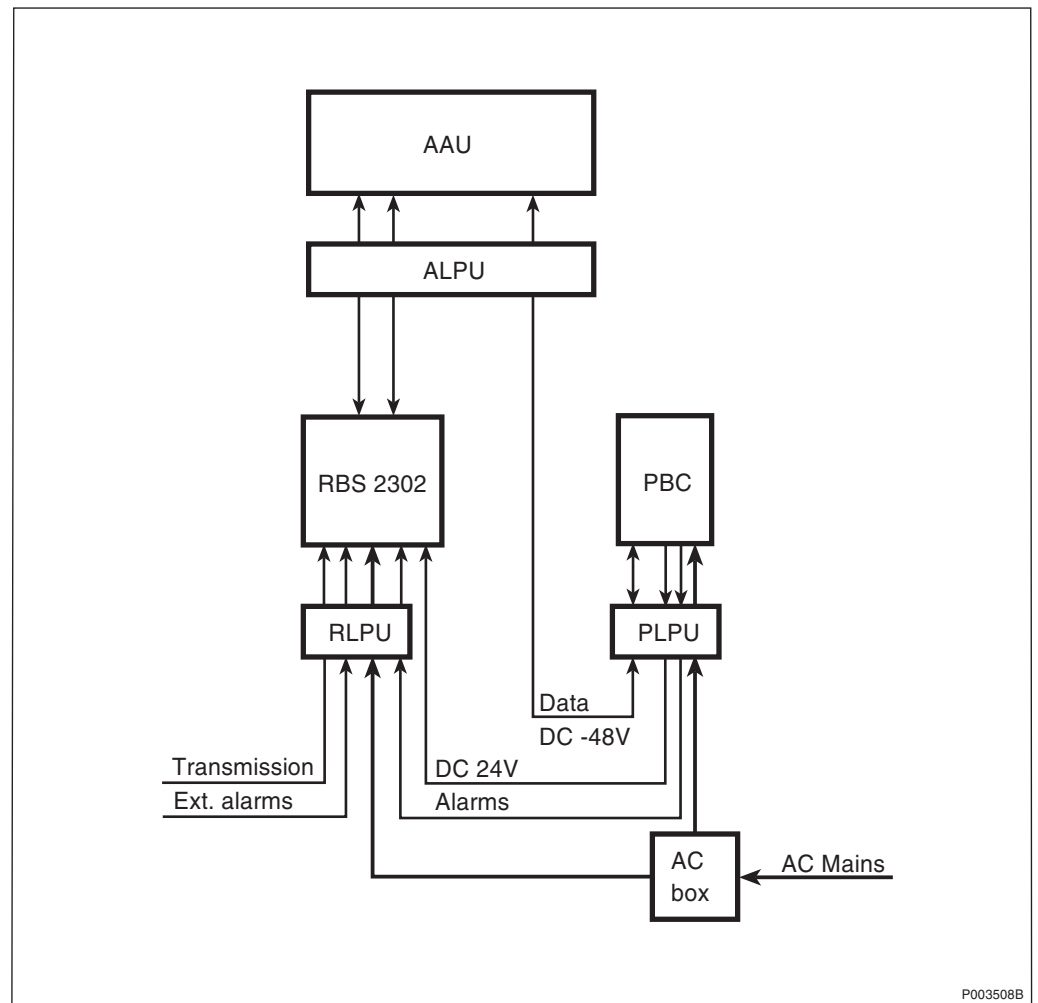 AAU
ALPU
RBS 2302
PBC
RLPU
PLPU
Data
DC -48V
Transmission
DC 24V
Ext. alarms
Alarms
AC
box
AC Mains
P003508B